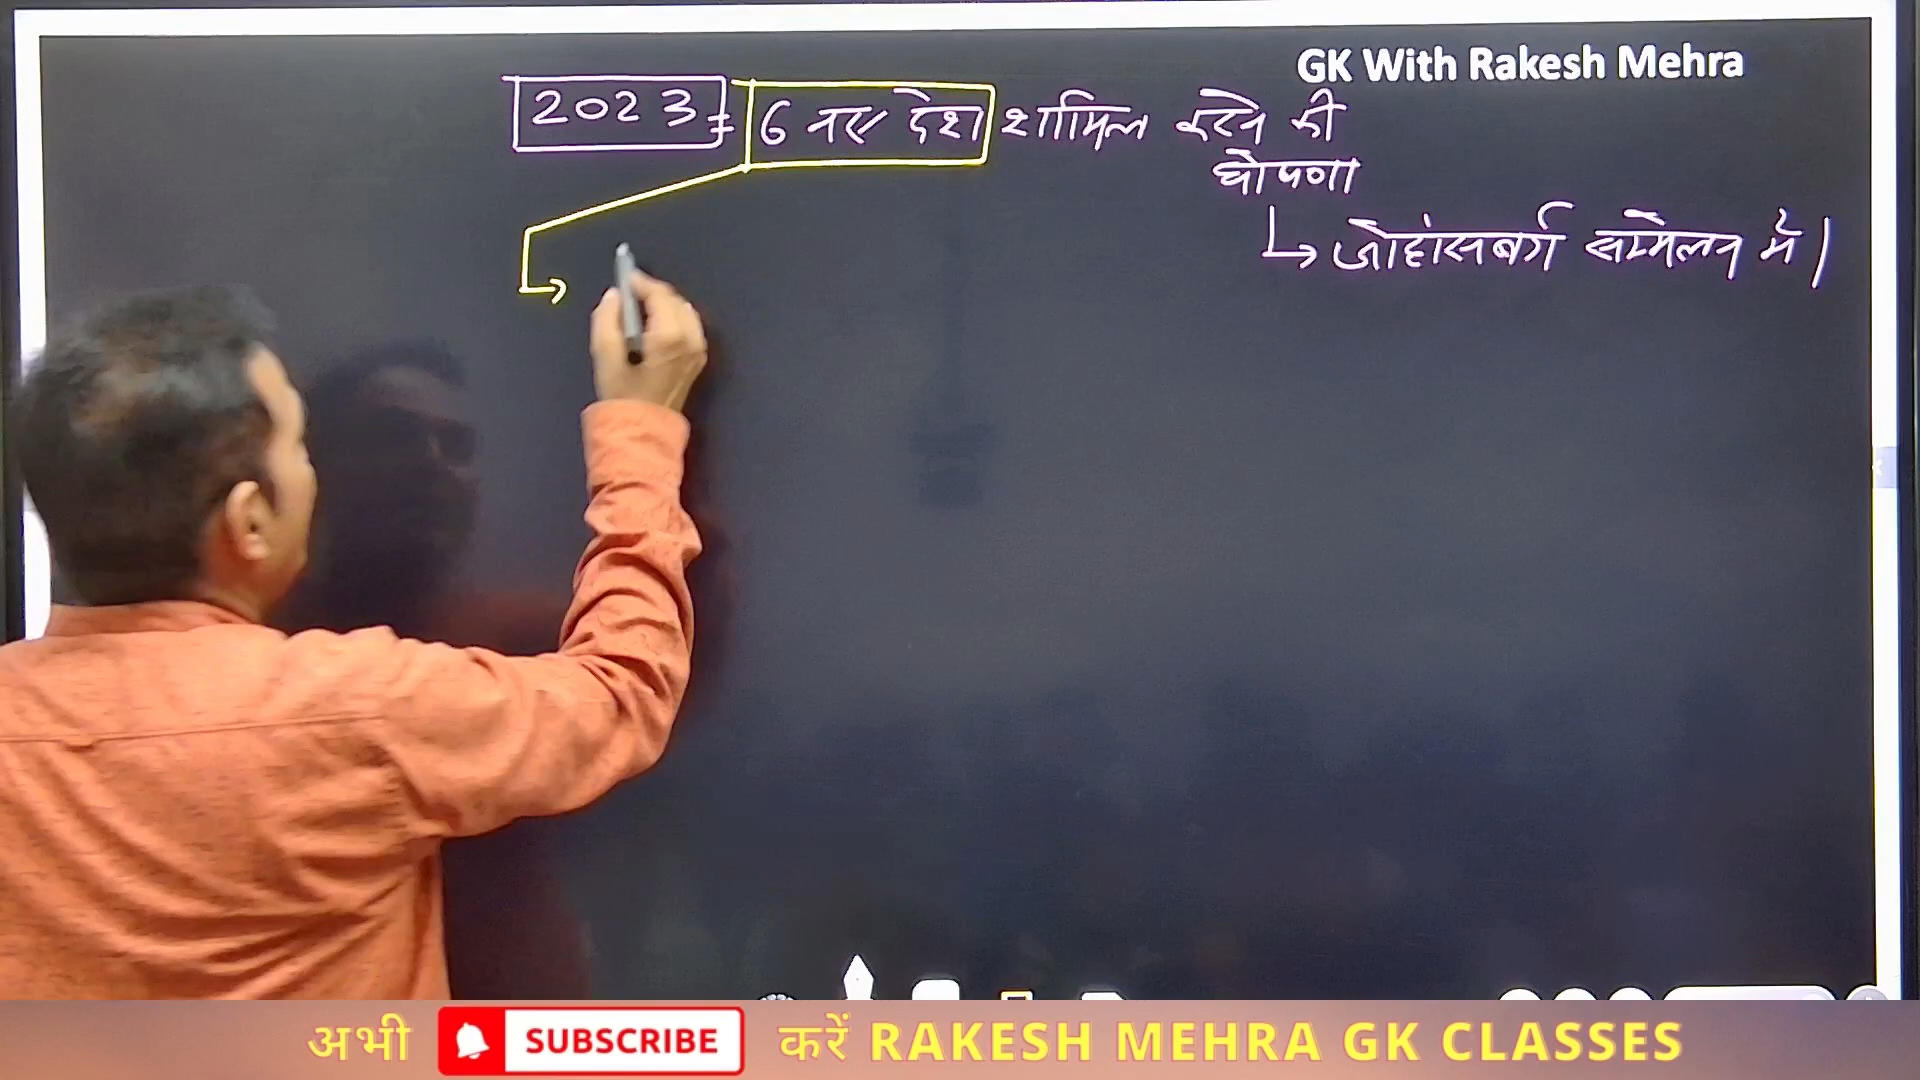 GK With Rakesh Mehra
2023 = 6 नए देश शामिल करने की
घोषणा
↳ जोहांसबर्ग सम्मेलन में।
अभी SUBSCRIBE करें RAKESH MEHRA GK CLASSES